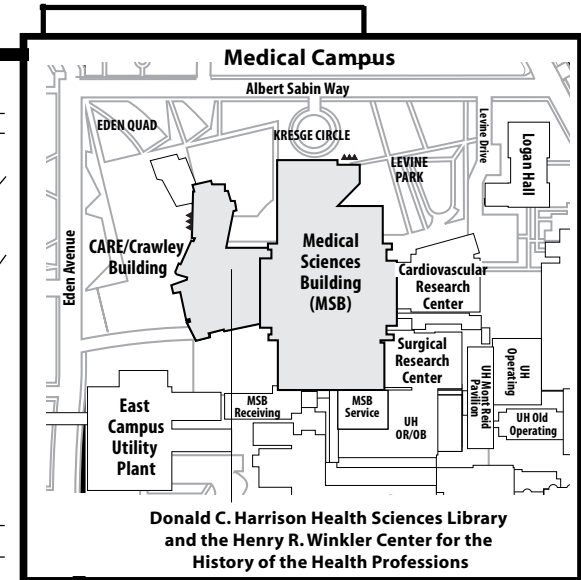 Medical Campus
Albert Sabin Way
EDEN QUAD
KRESGE CIRCLE
LEVINE
PARK
Levine Drive
Logan Hall
Eden Avenue
CARE/Crawley
Building
Medical
Sciences
Building
(MSB)
Cardiovascular
Research
Center
Surgical
Research
Center
UH Mont Reid
Pavilion
UH
Operating
UH Old
Operating
East
Campus
Utility
Plant
MSB
Receiving
MSB
Service
UH
OR/OB
Donald C. Harrison Health Sciences Library
and the Henry R. Winkler Center for the
History of the Health Professions